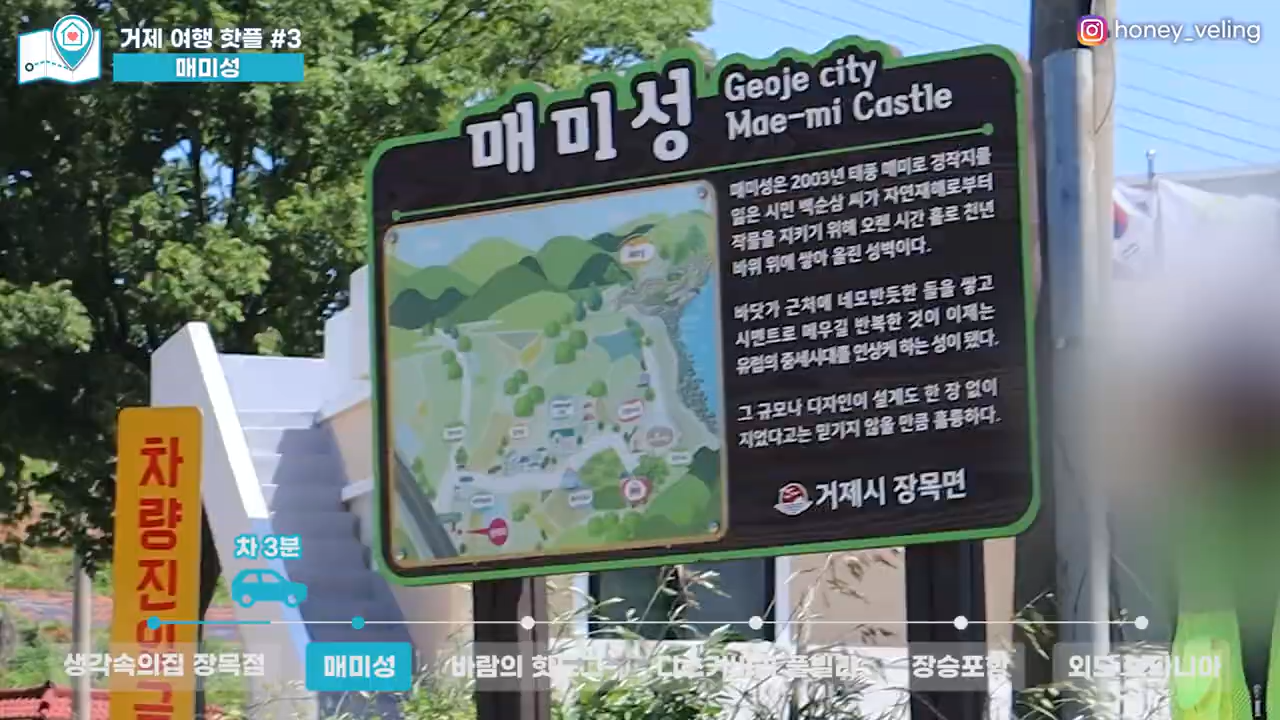 거제 여행 핫플 #3
매미성
honey_veling
매미성
Geoje city
Mae-mi Castle
매미성은 2003년 태풍 매미로 경작지를
잃은 시민 백순삼 씨가 자연재해로부터
작물을 지키기 위해 오랜 시간 홀로 천년
바위 위에 쌓아 올린 성벽이다.
바닷가 근처에 네모반듯한 돌을 쌓고
시멘트로 메우길 반복한 것이 이제는
유럽의 중세시대를 연상케 하는 성이 됐다.
그 규모나 디자인이 설계도 한 장 없이
지었다고는 믿기지 않을 만큼 훌륭하다.
거제시 장목면
차량진
차 3분
생각속의집 장목점
매미성
바람의
장승포항